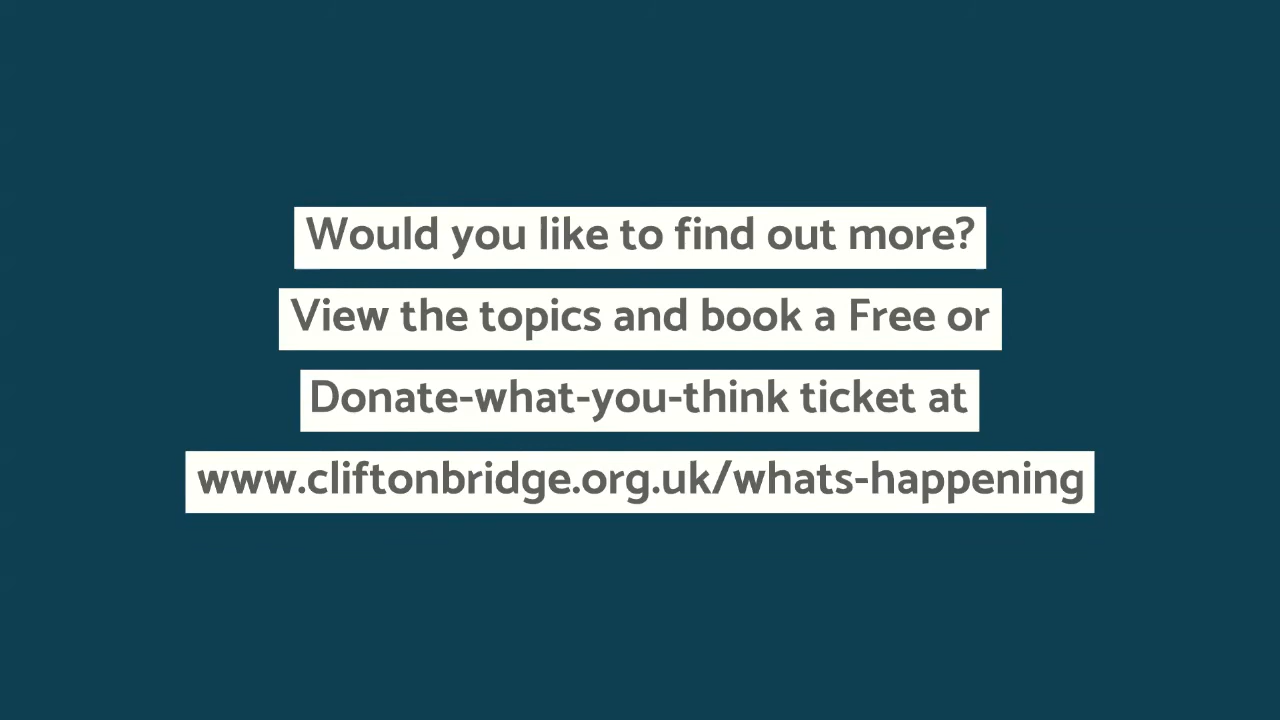 Would you like to find out more?
View the topics and book a Free or
Donate-what-you-think ticket at
www.cliftonbridge.org.uk/whats-happening